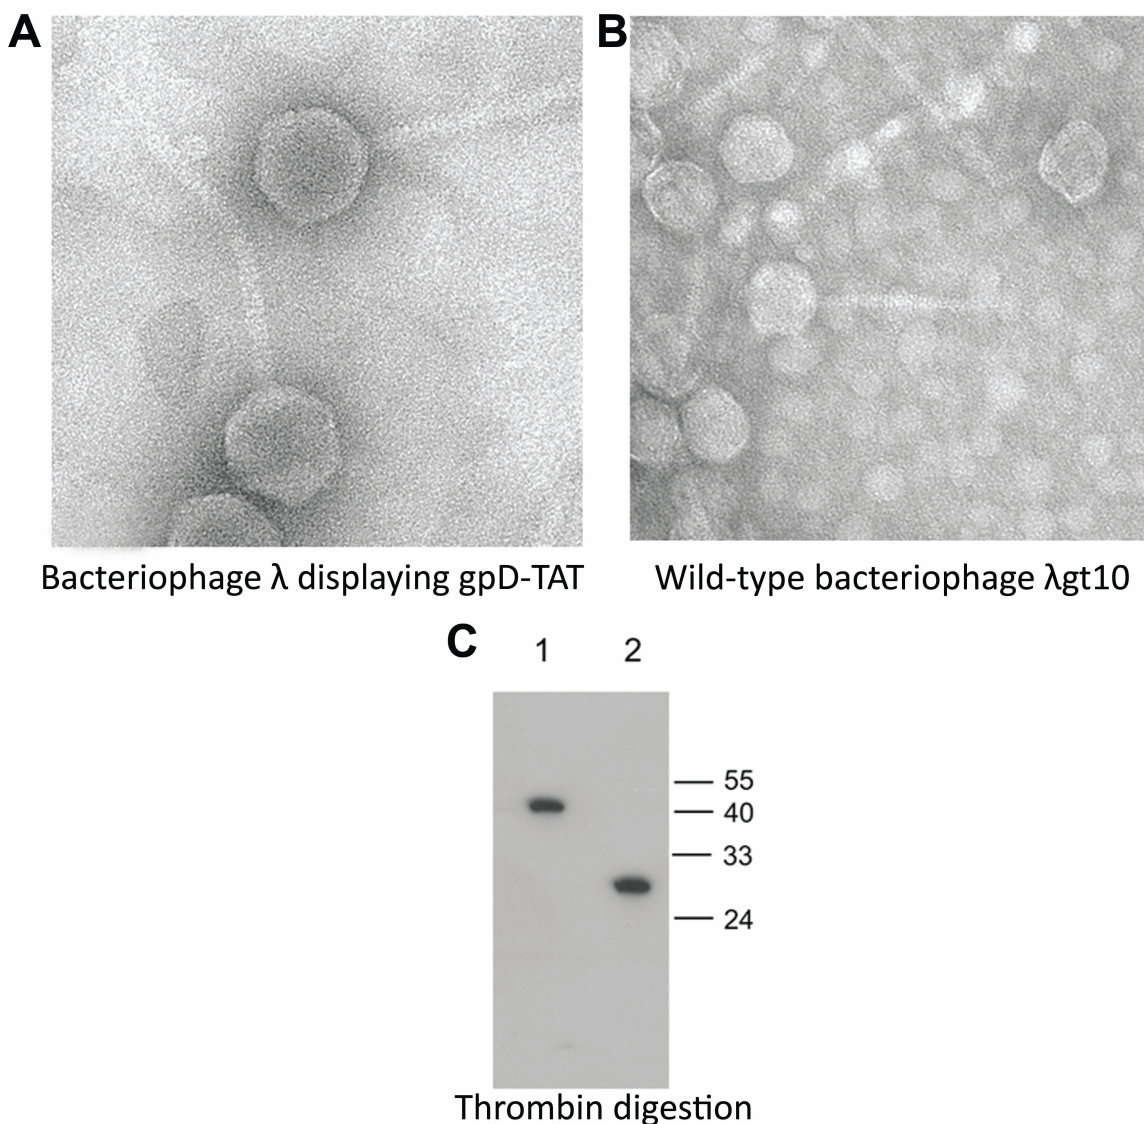 A
B
Bacteriophage λ displaying gpD-TAT
Wild-type bacteriophage λgt10
C
1 2
55
40
33
24
Thrombin digestion